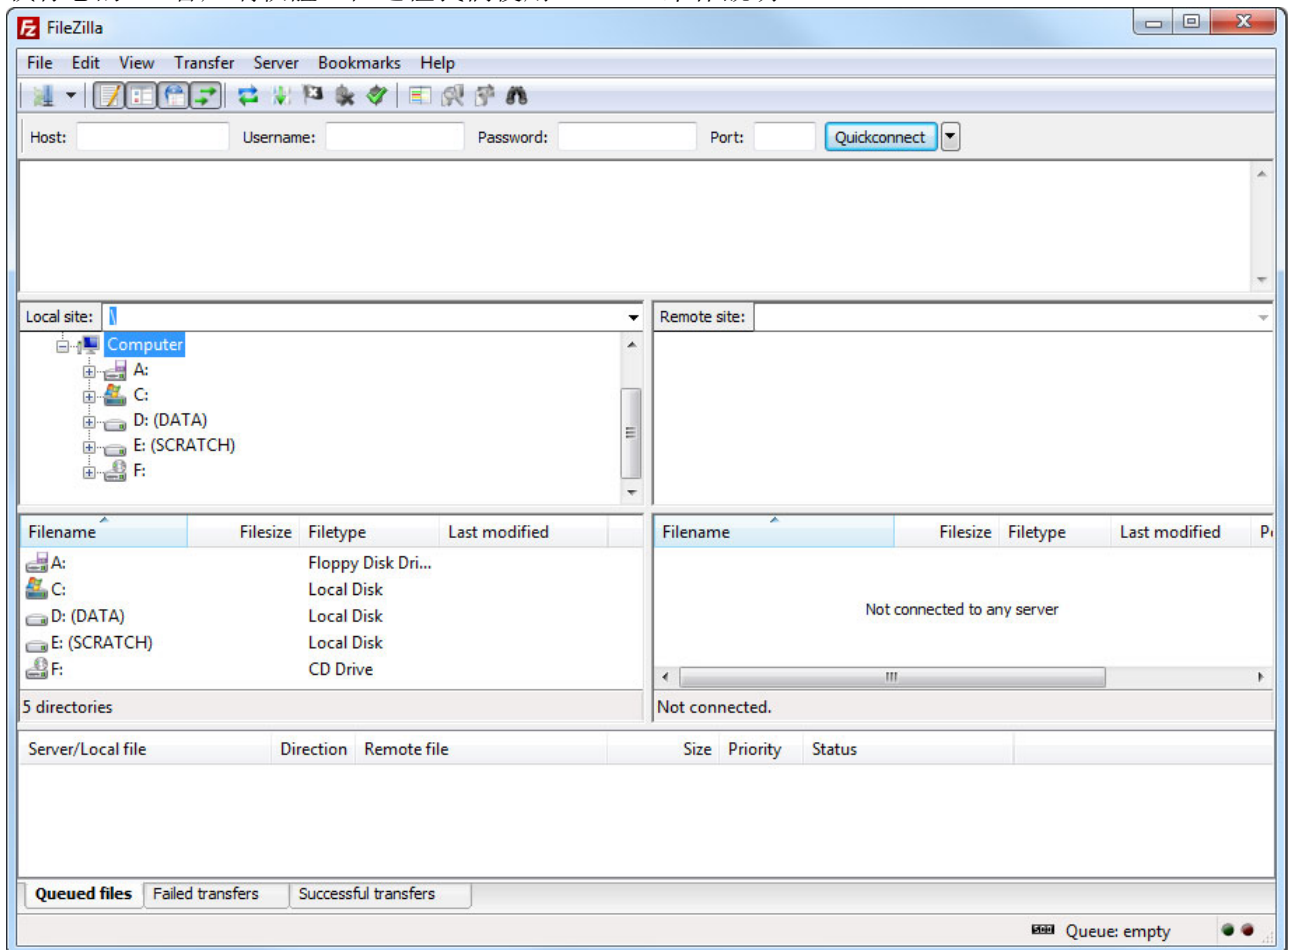 FileZilla
File Edit View Transfer Server Bookmarks Help
Host: Username: Password: Port: Quickconnect
Local site: \ Remote site:
Computer
A:
C:
D: (DATA)
E: (SCRATCH)
F:
Filename Filesize Filetype Last modified
A: Floppy Disk Dri...
C: Local Disk
D: (DATA) Local Disk
E: (SCRATCH) Local Disk
F: CD Drive
5 directories
Filename Filesize Filetype Last modified
Not connected to any server
Not connected.
Server/Local file Direction Remote file Size Priority Status
Queued files Failed transfers Successful transfers
Queue: empty